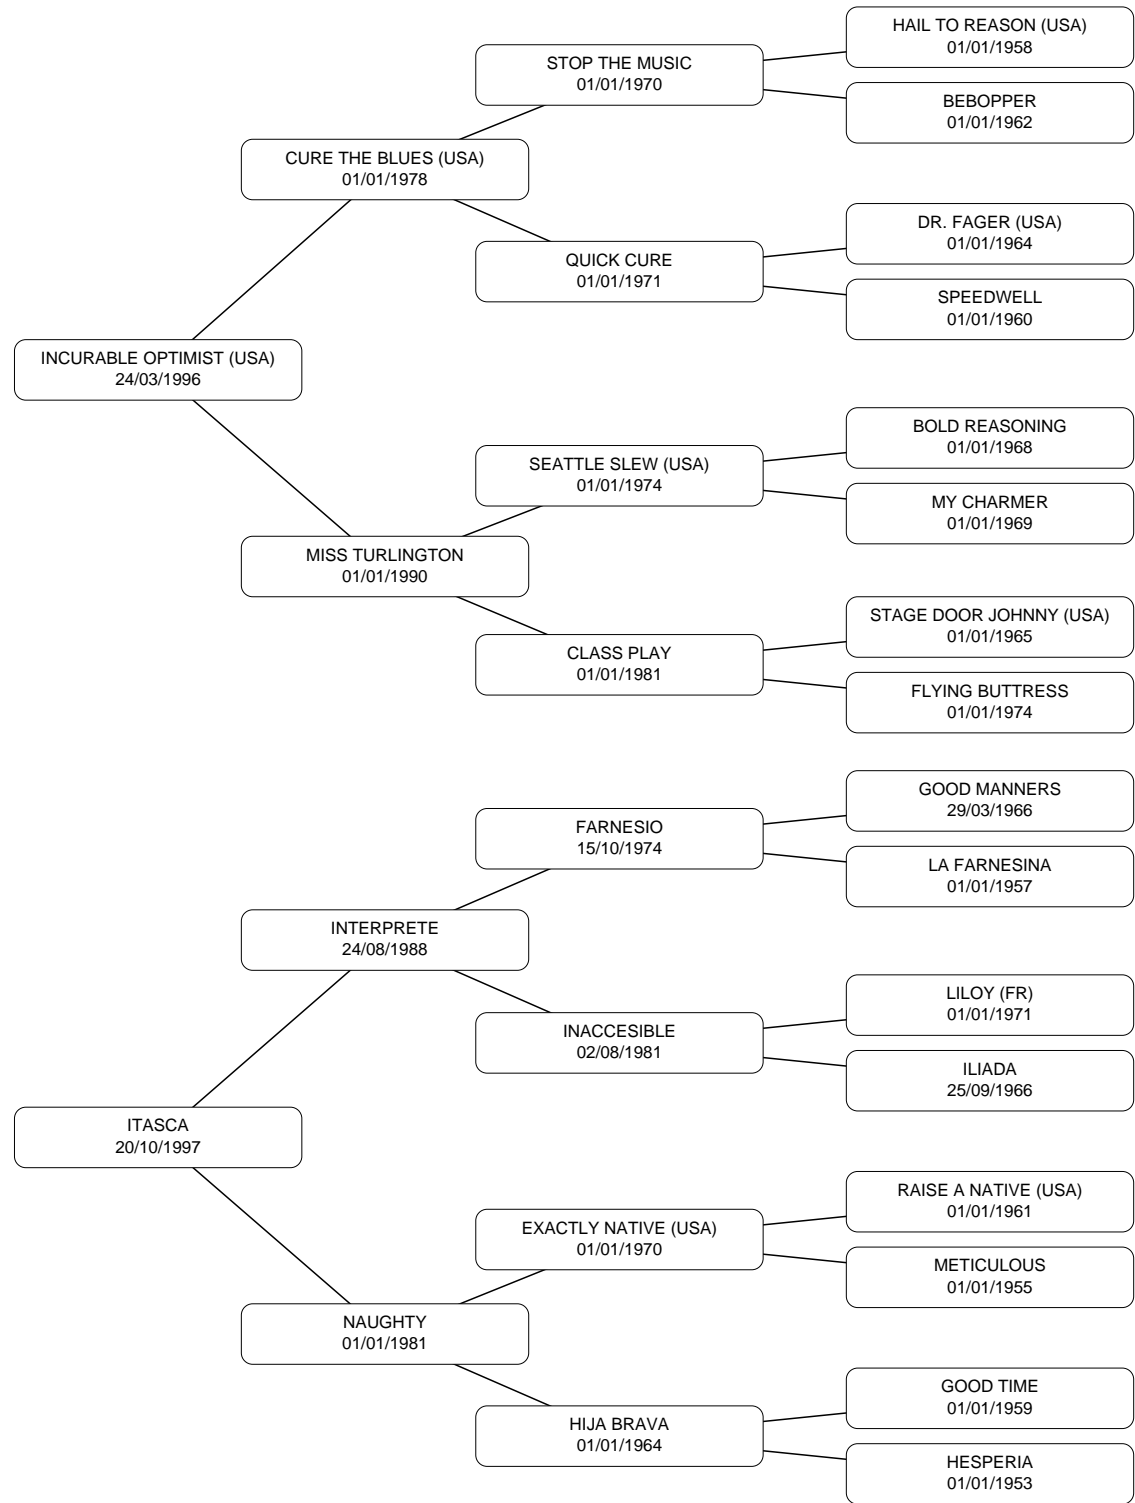 HAIL TO REASON (USA)
01/01/1958
STOP THE MUSIC
01/01/1970
BEBOPPER
01/01/1962
CURE THE BLUES (USA)
01/01/1978
DR. FAGER (USA)
01/01/1964
QUICK CURE
01/01/1971
SPEEDWELL
01/01/1960
INCURABLE OPTIMIST (USA)
24/03/1996
BOLD REASONING
01/01/1968
SEATTLE SLEW (USA)
01/01/1974
MY CHARMER
01/01/1969
MISS TURLINGTON
01/01/1990
STAGE DOOR JOHNNY (USA)
01/01/1965
CLASS PLAY
01/01/1981
FLYING BUTTRESS
01/01/1974
GOOD MANNERS
29/03/1966
FARNESIO
15/10/1974
LA FARNESINA
01/01/1957
INTERPRETE
24/08/1988
LILOY (FR)
01/01/1971
INACCESIBLE
02/08/1981
ILIADA
25/09/1966
ITASCA
20/10/1997
RAISE A NATIVE (USA)
01/01/1961
EXACTLY NATIVE (USA)
01/01/1970
METICULOUS
01/01/1955
NAUGHTY
01/01/1981
GOOD TIME
01/01/1959
HIJA BRAVA
01/01/1964
HESPERIA
01/01/1953